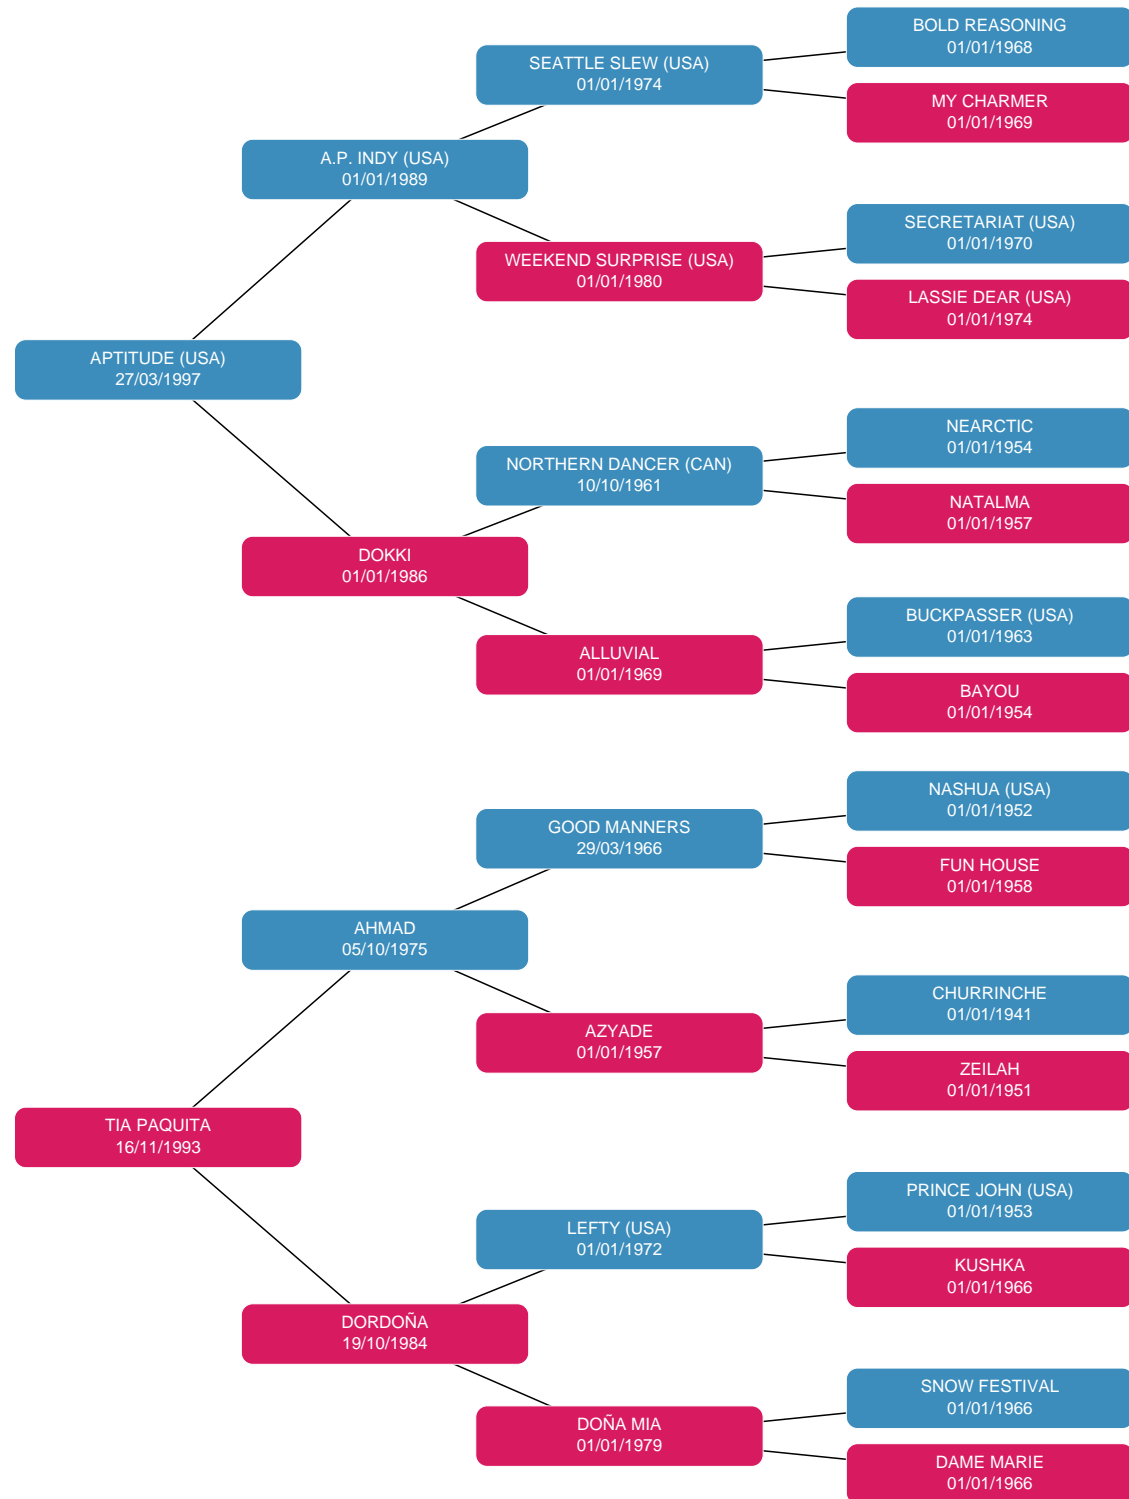 BOLD REASONING
01/01/1968
SEATTLE SLEW (USA)
01/01/1974
MY CHARMER
01/01/1969
A.P. INDY (USA)
01/01/1989
SECRETARIAT (USA)
01/01/1970
WEEKEND SURPRISE (USA)
01/01/1980
LASSIE DEAR (USA)
01/01/1974
APTITUDE (USA)
27/03/1997
NEARCTIC
01/01/1954
NORTHERN DANCER (CAN)
10/10/1961
NATALMA
01/01/1957
DOKKI
01/01/1986
BUCKPASSER (USA)
01/01/1963
ALLUVIAL
01/01/1969
BAYOU
01/01/1954
NASHUA (USA)
01/01/1952
GOOD MANNERS
29/03/1966
FUN HOUSE
01/01/1958
AHMAD
05/10/1975
CHURRINCHE
01/01/1941
AZYADE
01/01/1957
ZEILAH
01/01/1951
TIA PAQUITA
16/11/1993
PRINCE JOHN (USA)
01/01/1953
LEFTY (USA)
01/01/1972
KUSHKA
01/01/1966
DORDOÑA
19/10/1984
SNOW FESTIVAL
01/01/1966
DOÑA MIA
01/01/1979
DAME MARIE
01/01/1966